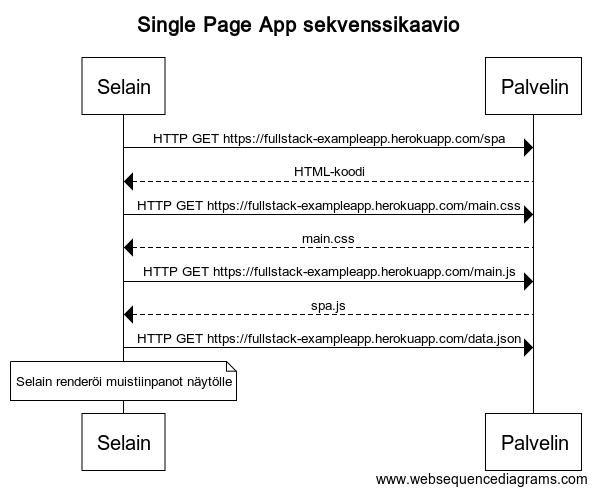 Single Page App sekvenssikaavio
Selain
Palvelin
HTTP GET https://fullstack-exampleapp.herokuapp.com/spa
HTML-koodi
HTTP GET https://fullstack-exampleapp.herokuapp.com/main.css
main.css
HTTP GET https://fullstack-exampleapp.herokuapp.com/main.js
spa.js
HTTP GET https://fullstack-exampleapp.herokuapp.com/data.json
Selain renderöi muistiinpanot näytölle
Selain
Palvelin
www.websequencediagrams.com